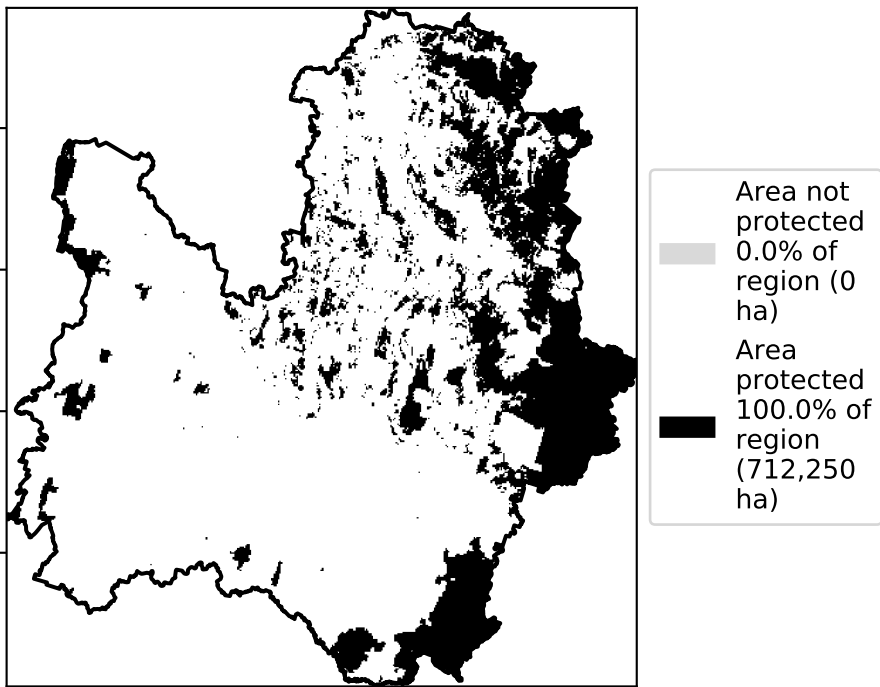 Area not
protected
0.0% of
region (0
ha)
Area
protected
100.0% of
region
(712,250
ha)